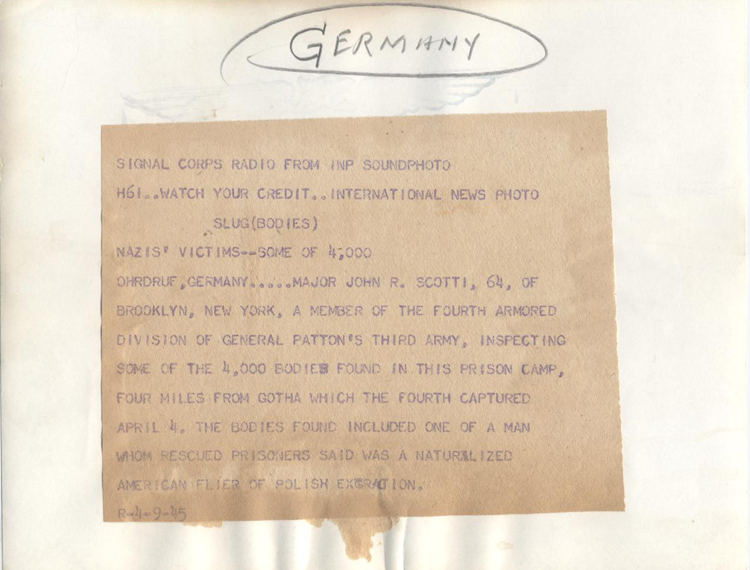 GERMANY
SIGNAL CORPS RADIO FROM INP SOUNDPHOTO
H61..WATCH YOUR CREDIT..INTERNATIONAL NEWS PHOTO
SLUG(BODIES)
NAZIS' VICTIMS--SOME OF 4,000
OHRDRUF,GERMANY.....MAJOR JOHN R. SCOTTI, 64, OF
BROOKLYN, NEW YORK, A MEMBER OF THE FOURTH ARMORED
DIVISION OF GENERAL PATTON'S THIRD ARMY, INSPECTING
SOME OF THE 4,000 BODIES FOUND IN THIS PRISON CAMP,
FOUR MILES FROM GOTHA WHICH THE FOURTH CAPTURED
APRIL 4. THE BODIES FOUND INCLUDED ONE OF A MAN
WHOM RESCUED PRISONERS SAID WAS A NATURALIZED
AMERICAN FLIER OF POLISH EXTRATION.
R-4-9-45